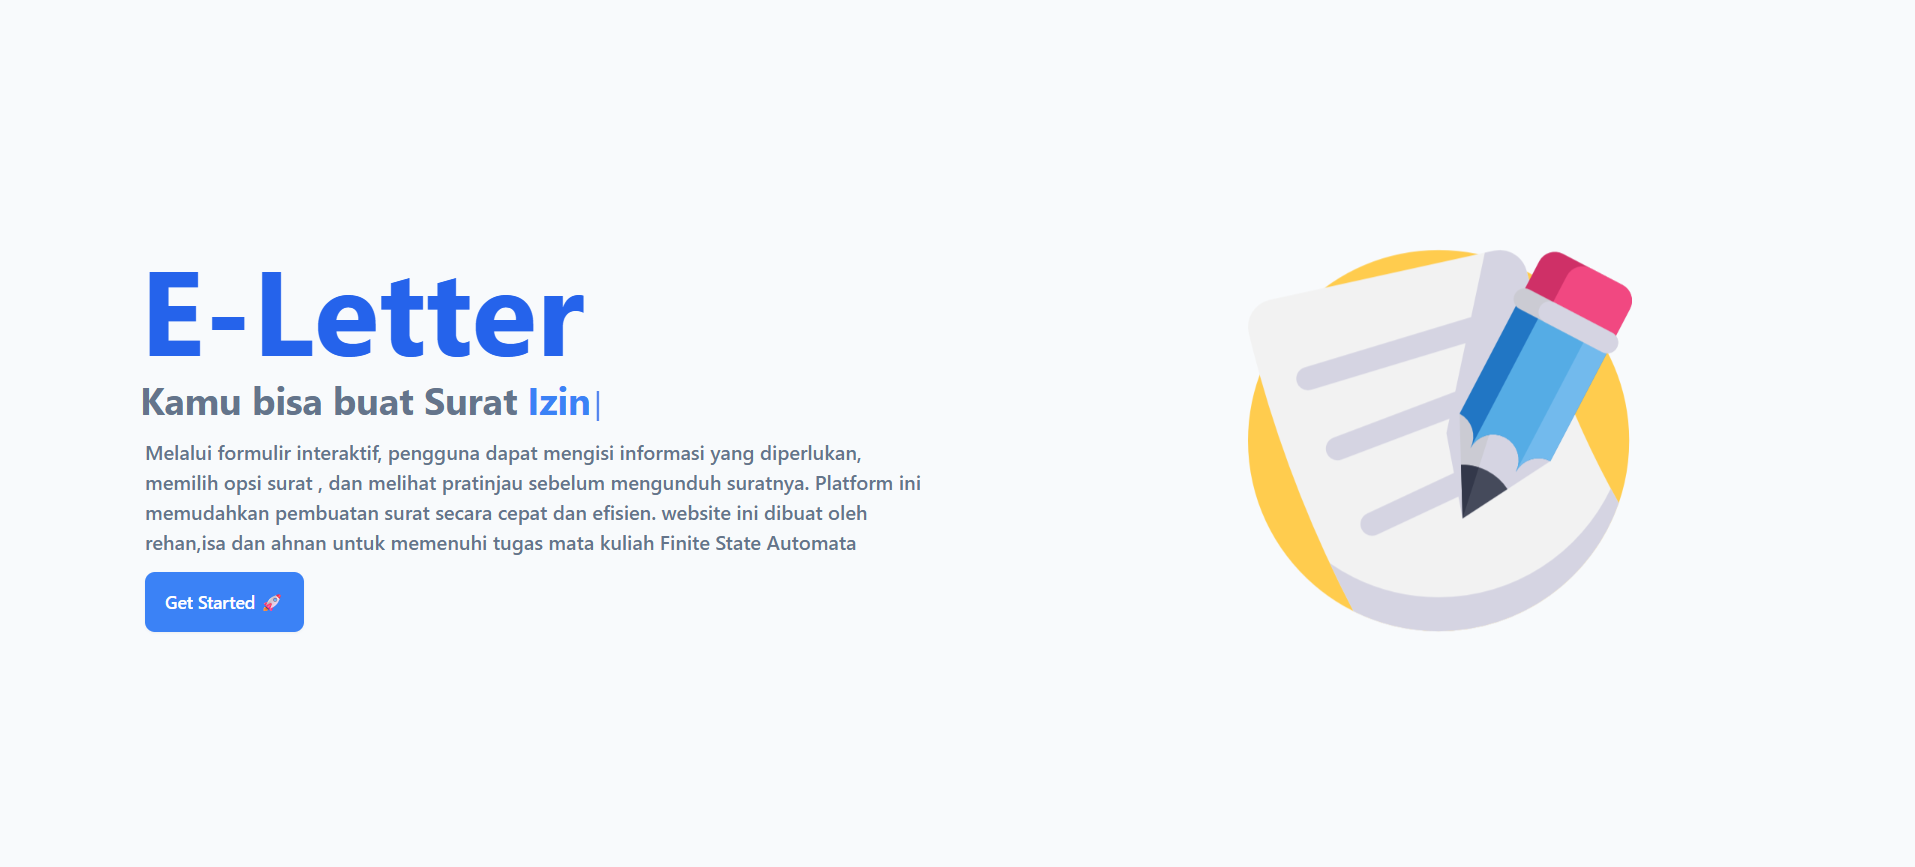 E-Letter
Kamu bisa buat Surat Izin|
Melalui formulir interaktif, pengguna dapat mengisi informasi yang diperlukan,
memilih opsi surat , dan melihat pratinjau sebelum mengunduh suratnya. Platform ini
memudahkan pembuatan surat secara cepat dan efisien. website ini dibuat oleh
rehan,isa dan ahnan untuk memenuhi tugas mata kuliah Finite State Automata
Get Started 🚀